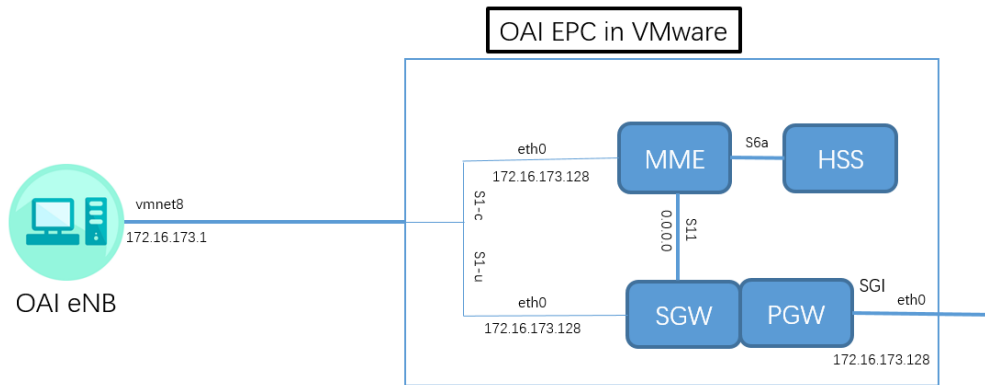 OAI EPC in VMware
MME
S6a
HSS
eth0
172.16.173.128
vmnet8
172.16.173.1
OAI eNB
S1-c
S1-u
S11
0.0.0.0
eth0
172.16.173.128
SGW
PGW
SGI
eth0
172.16.173.128